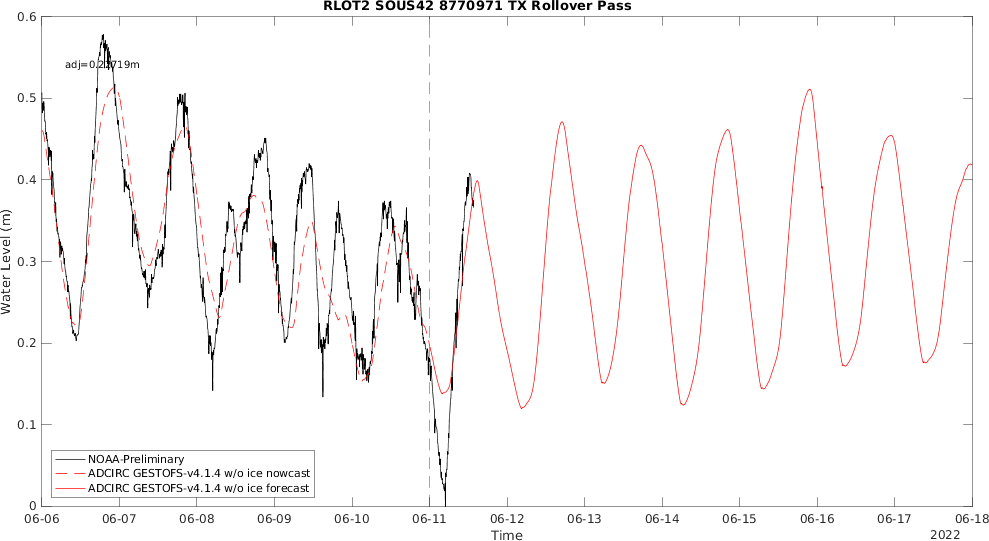 RLOT2 SOUS42 8770971 TX Rollover Pass
adj=0.22719m
0.6
0.5
0.4
0.3
0.2
0.1
0
Water Level (m)
NOAA-Preliminary
ADCIRC GESTOFS-v4.1.4 w/o ice nowcast
ADCIRC GESTOFS-v4.1.4 w/o ice forecast
06-06 06-07 06-08 06-09 06-10 06-11 06-12 06-13 06-14 06-15 06-16 06-17 06-18
Time
2022